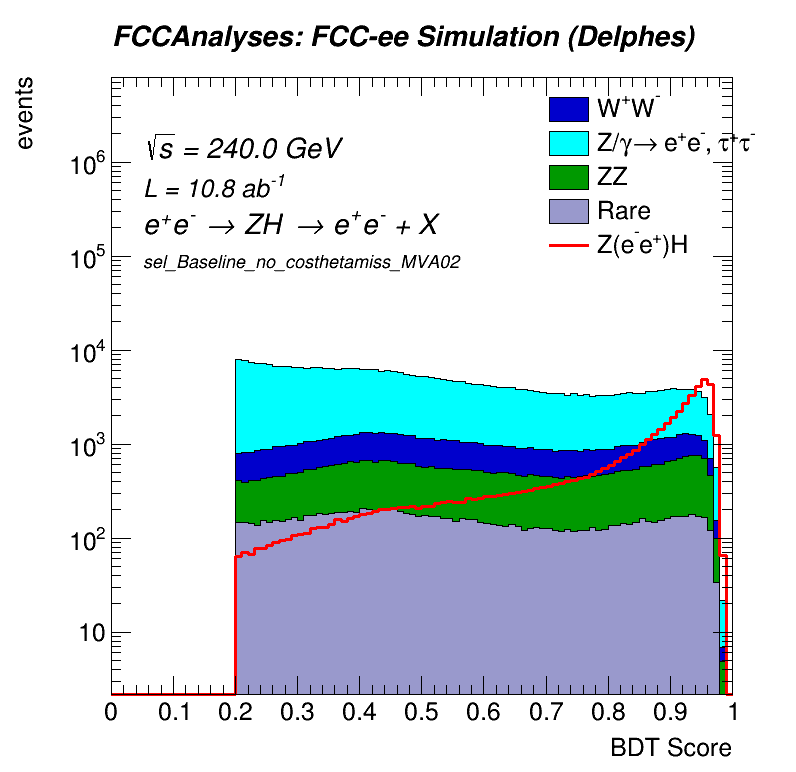 FCCAnalyses: FCC-ee Simulation (Delphes)
events
√s = 240.0 GeV
L = 10.8 ab⁻¹
e⁺e⁻ → ZH → e⁺e⁻ + X
sel_Baseline_no_costhetamiss_MVA02
W⁺W⁻
Z/γ→ e⁺e⁻, τ⁺τ⁻
ZZ
Rare
Z(e⁻e⁺)H
10⁶
10⁵
10⁴
10³
10²
10
0 0.1 0.2 0.3 0.4 0.5 0.6 0.7 0.8 0.9 1
BDT Score